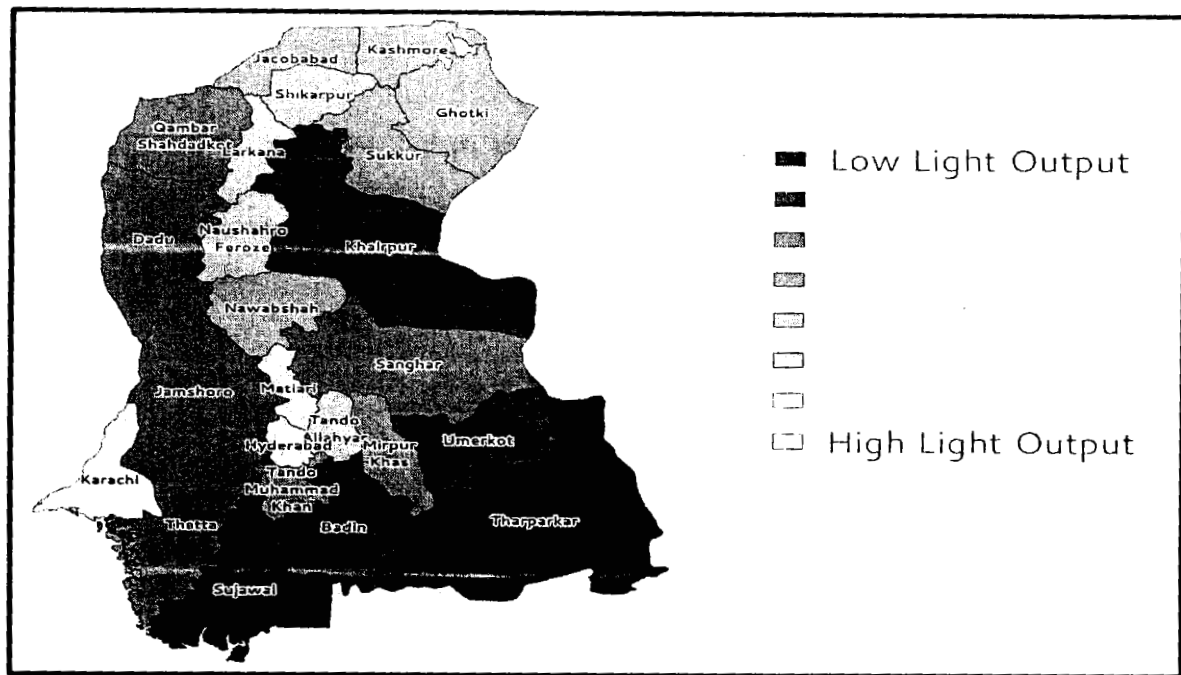 Kashmore
Jacobabad
Shikarpur
Ghotki
Qambar
Shahdadkot
Larkana
Sukkur
Naushahro
Feroze
Dadu
Khairpur
Nawabshah
Sanghar
Jamshoro
Matiari
Tando
Allahyar
Hyderabad
Mirpur
Khas
Umerkot
Karachi
Tando
Muhammad
Khan
Thatta
Badin
Tharparkar
Sujawal
Low Light Output
High Light Output